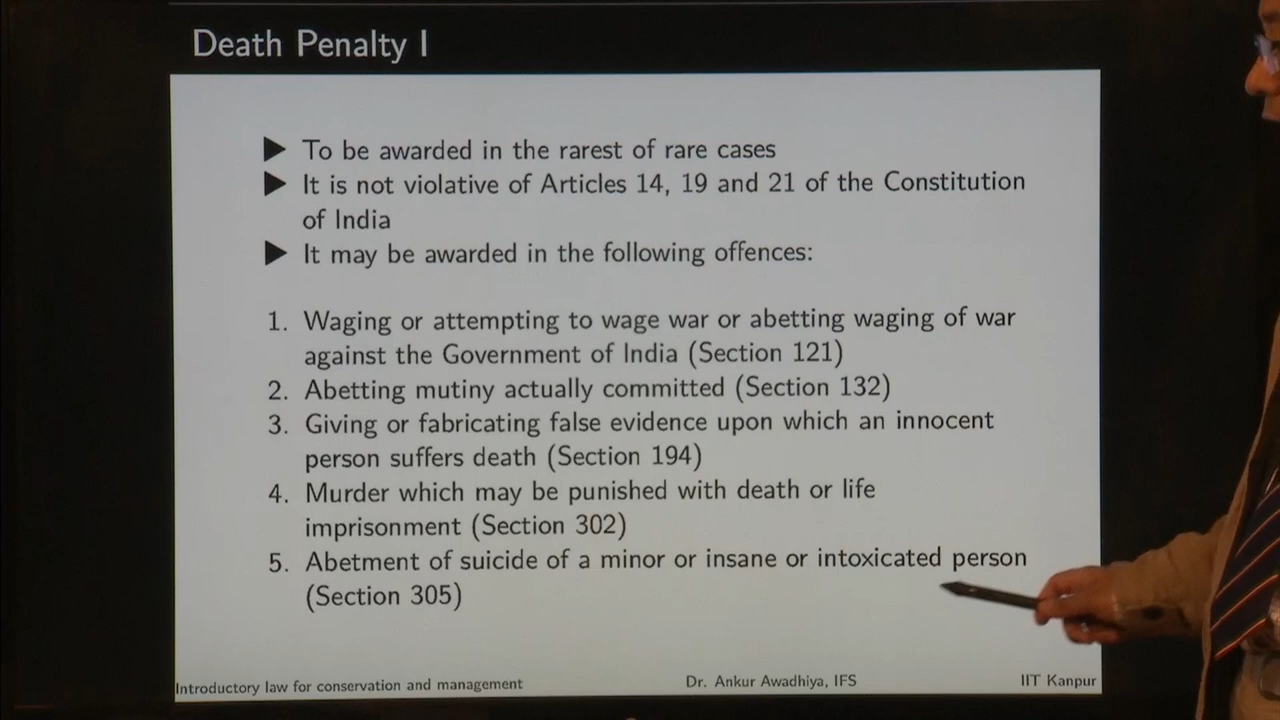 Death Penalty I
▶ To be awarded in the rarest of rare cases
▶ It is not violative of Articles 14, 19 and 21 of the Constitution
of India
▶ It may be awarded in the following offences:
1. Waging or attempting to wage war or abetting waging of war
against the Government of India (Section 121)
2. Abetting mutiny actually committed (Section 132)
3. Giving or fabricating false evidence upon which an innocent
person suffers death (Section 194)
4. Murder which may be punished with death or life
imprisonment (Section 302)
5. Abetment of suicide of a minor or insane or intoxicated person
(Section 305)
Introductory law for conservation and management Dr. Ankur Awadhiya, IFS IIT Kanpur